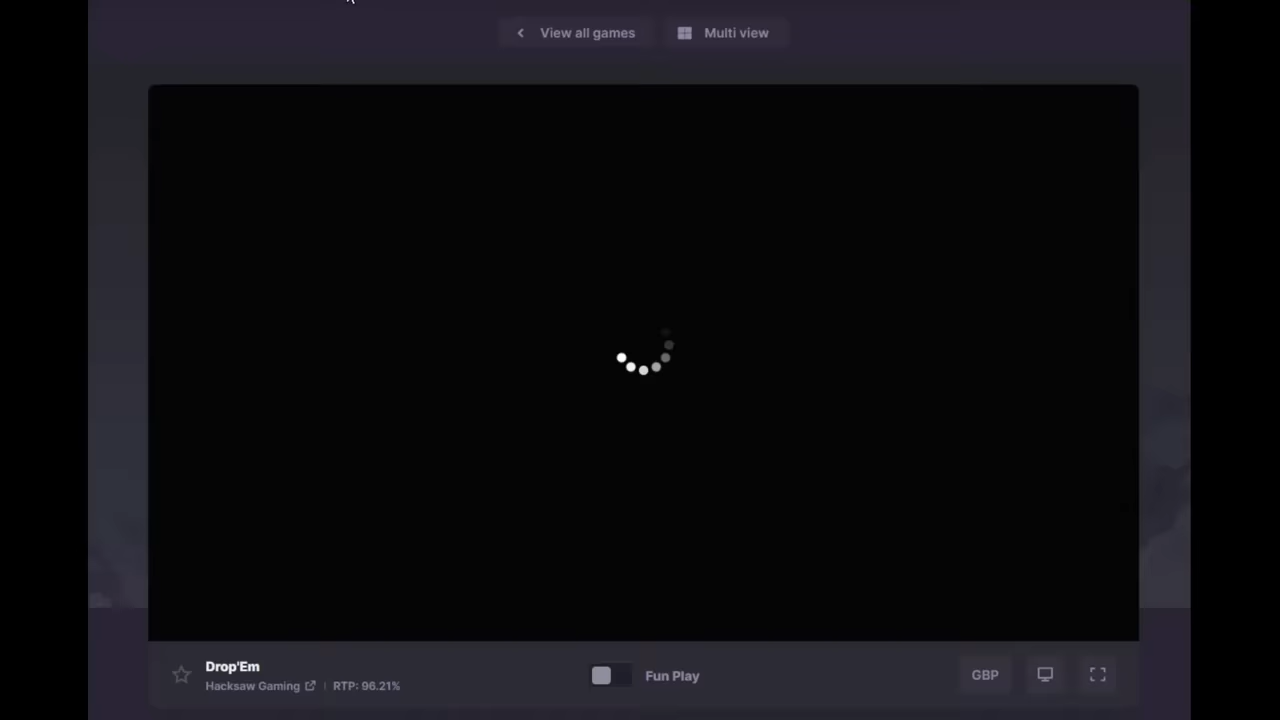 View all games
Multi view
Drop'Em
Hacksaw Gaming | RTP: 96.21%
Fun Play
GBP